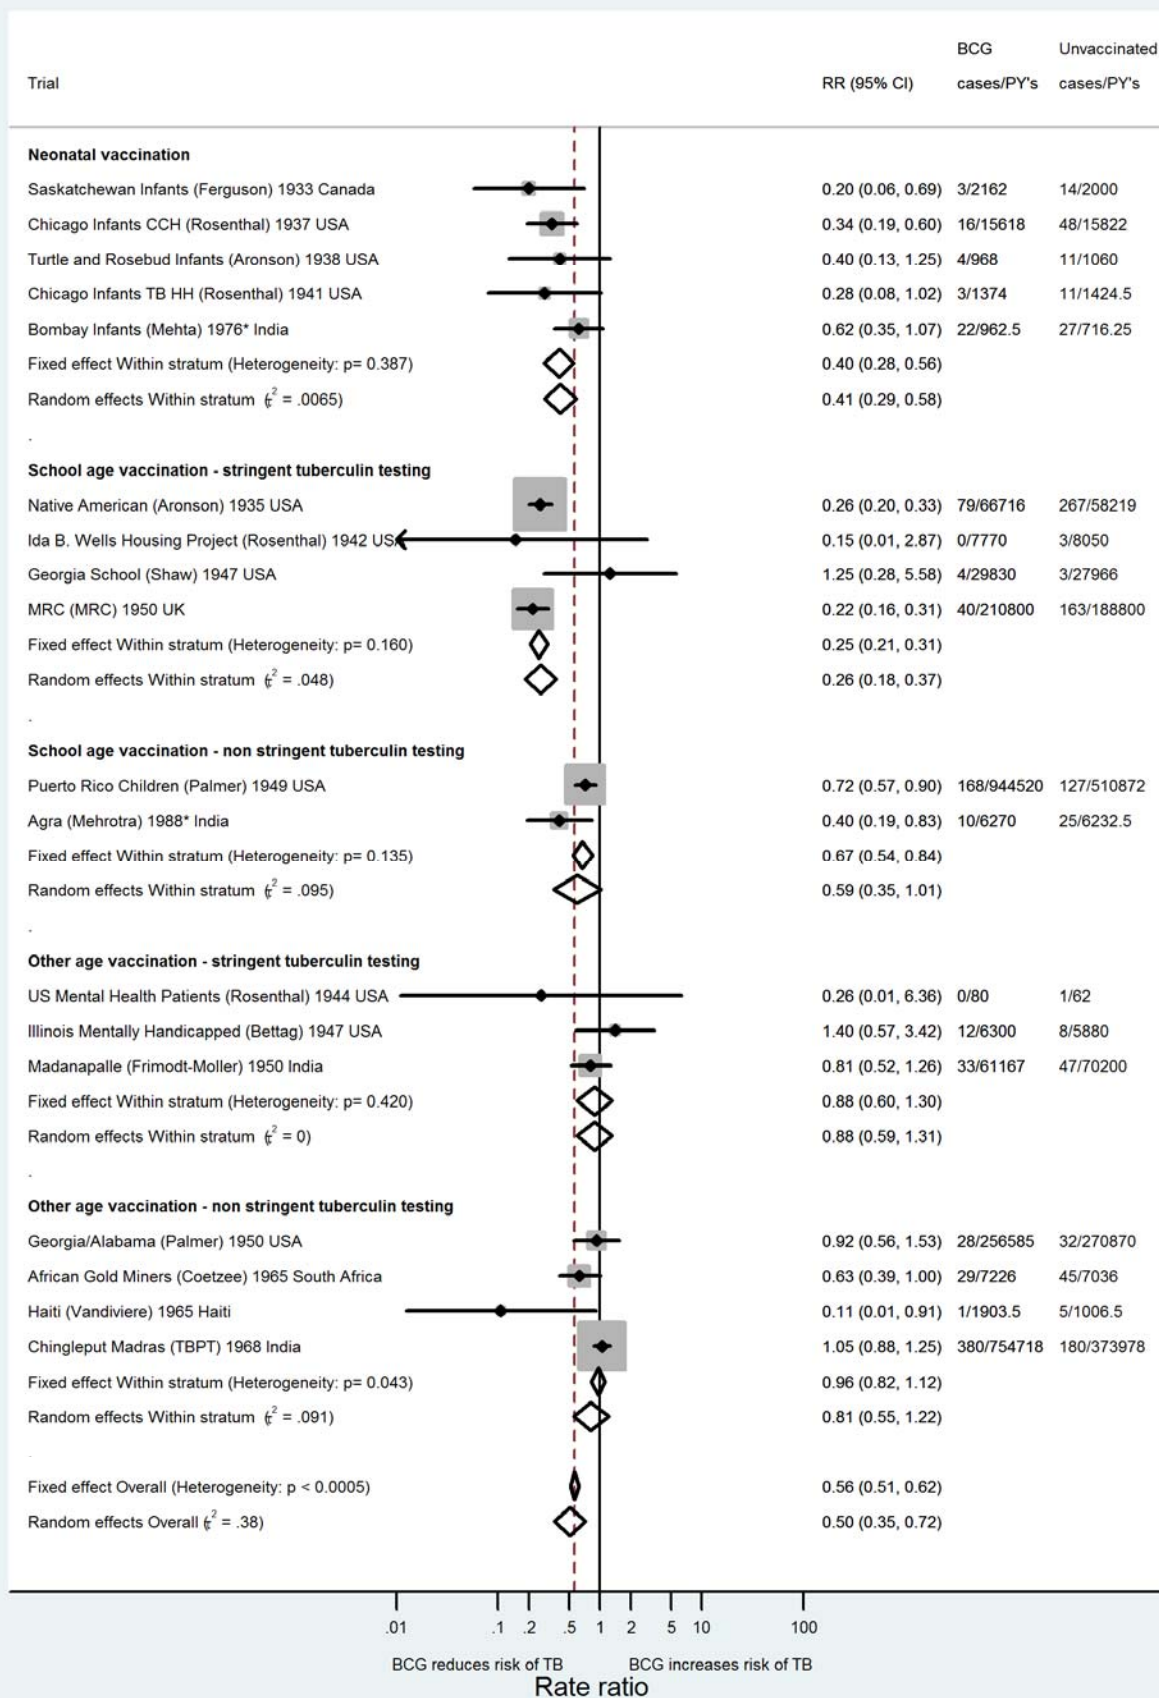 BCG Unvaccinated
Trial RR (95% CI) cases/PY's cases/PY's
Neonatal vaccination
Saskatchewan Infants (Ferguson) 1933 Canada 0.20 (0.06, 0.69) 3/2162 14/2000
Chicago Infants CCH (Rosenthal) 1937 USA 0.34 (0.19, 0.60) 16/15618 48/15822
Turtle and Rosebud Infants (Aronson) 1938 USA 0.40 (0.13, 1.25) 4/968 11/1060
Chicago Infants TB HH (Rosenthal) 1941 USA 0.28 (0.08, 1.02) 3/1374 11/1424.5
Bombay Infants (Mehta) 1976* India 0.62 (0.35, 1.07) 22/962.5 27/716.25
Fixed effect Within stratum (Heterogeneity: p= 0.387) 0.40 (0.28, 0.56)
Random effects Within stratum (τ² = .0065) 0.41 (0.29, 0.58)
.
School age vaccination - stringent tuberculin testing
Native American (Aronson) 1935 USA 0.26 (0.20, 0.33) 79/66716 267/58219
Ida B. Wells Housing Project (Rosenthal) 1942 USA 0.15 (0.01, 2.87) 0/7770 3/8050
Georgia School (Shaw) 1947 USA 1.25 (0.28, 5.58) 4/29830 3/27966
MRC (MRC) 1950 UK 0.22 (0.16, 0.31) 40/210800 163/188800
Fixed effect Within stratum (Heterogeneity: p= 0.160) 0.25 (0.21, 0.31)
Random effects Within stratum (τ² = .048) 0.26 (0.18, 0.37)
.
School age vaccination - non stringent tuberculin testing
Puerto Rico Children (Palmer) 1949 USA 0.72 (0.57, 0.90) 168/944520 127/510872
Agra (Mehrotra) 1988* India 0.40 (0.19, 0.83) 10/6270 25/6232.5
Fixed effect Within stratum (Heterogeneity: p= 0.135) 0.67 (0.54, 0.84)
Random effects Within stratum (τ² = .095) 0.59 (0.35, 1.01)
.
Other age vaccination - stringent tuberculin testing
US Mental Health Patients (Rosenthal) 1944 USA 0.26 (0.01, 6.36) 0/80 1/62
Illinois Mentally Handicapped (Bettag) 1947 USA 1.40 (0.57, 3.42) 12/6300 8/5880
Madanapalle (Frimodt-Moller) 1950 India 0.81 (0.52, 1.26) 33/61167 47/70200
Fixed effect Within stratum (Heterogeneity: p= 0.420) 0.88 (0.60, 1.30)
Random effects Within stratum (τ² = 0) 0.88 (0.59, 1.31)
.
Other age vaccination - non stringent tuberculin testing
Georgia/Alabama (Palmer) 1950 USA 0.92 (0.56, 1.53) 28/256585 32/270870
African Gold Miners (Coetzee) 1965 South Africa 0.63 (0.39, 1.00) 29/7226 45/7036
Haiti (Vandiviere) 1965 Haiti 0.11 (0.01, 0.91) 1/1903.5 5/1006.5
Chingleput Madras (TBPT) 1968 India 1.05 (0.88, 1.25) 380/754718 180/373978
Fixed effect Within stratum (Heterogeneity: p= 0.043) 0.96 (0.82, 1.12)
Random effects Within stratum (τ² = .091) 0.81 (0.55, 1.22)
.
Fixed effect Overall (Heterogeneity: p < 0.0005) 0.56 (0.51, 0.62)
Random effects Overall (τ² = .38) 0.50 (0.35, 0.72)
.01 .1 .2 .5 1 2 5 10 100
BCG reduces risk of TB BCG increases risk of TB
Rate ratio